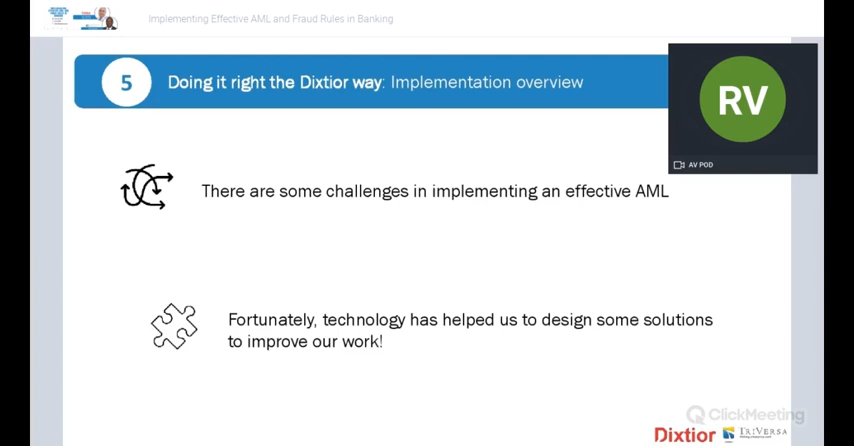 Implementing Effective AML and Fraud Rules in Banking
5
Doing it right the Dixtior way: Implementation overview
RV
AV POD
There are some challenges in implementing an effective AML
Fortunately, technology has helped us to design some solutions
to improve our work!
ClickMeeting
Dixtior
TRIVERSA